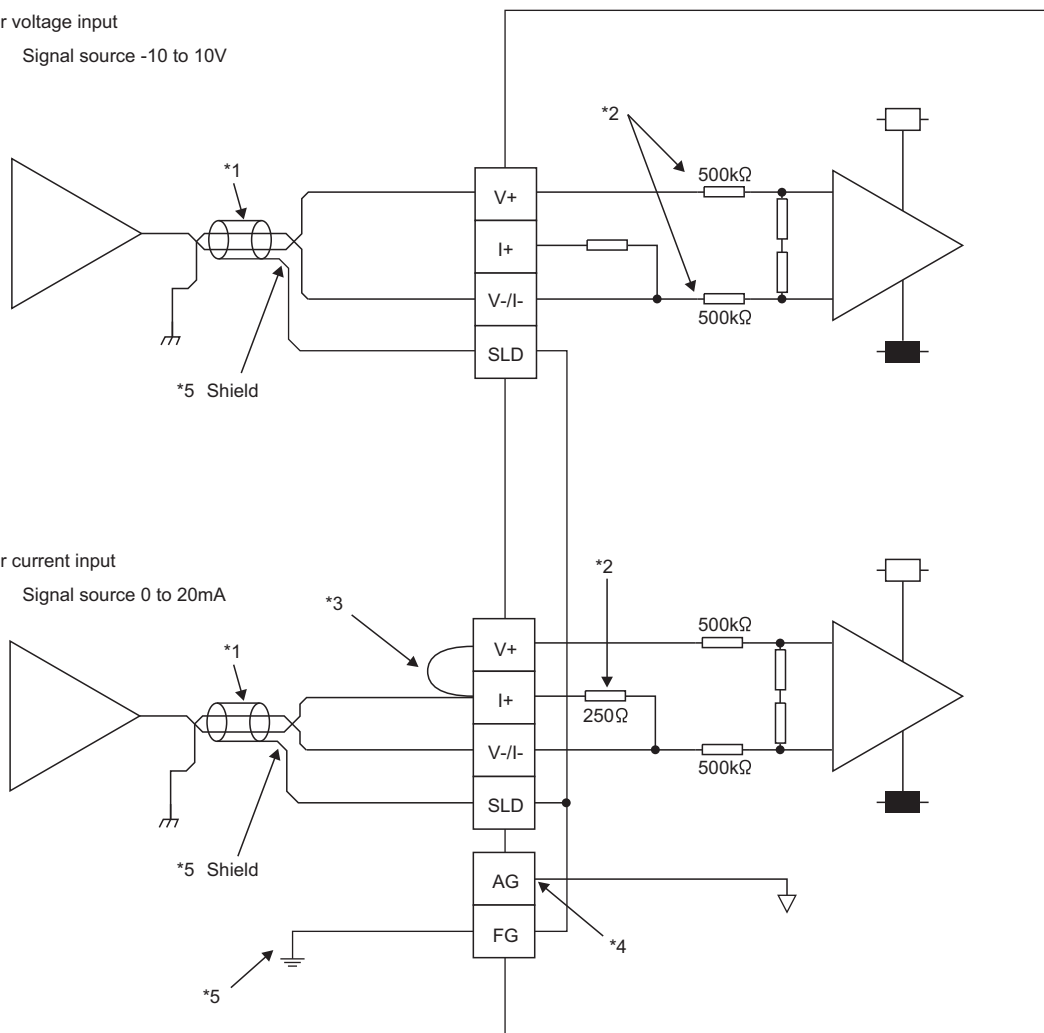 r voltage input
Signal source -10 to 10V
*2
*1
500kΩ
V+
I+
V-/I-
500kΩ
SLD
*5 Shield
r current input
Signal source 0 to 20mA
*2
*3
500kΩ
*1
V+
I+
250Ω
V-/I-
500kΩ
SLD
*5 Shield
AG
FG
*4
*5